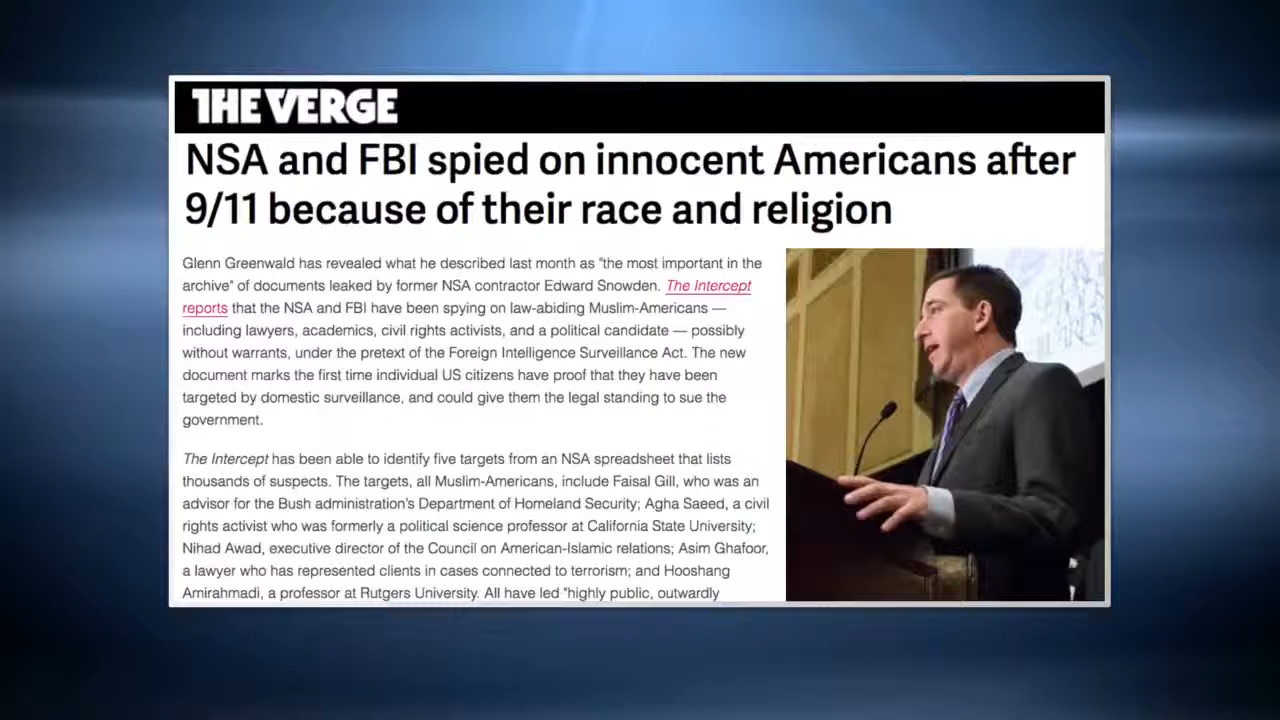 THE VERGE
NSA and FBI spied on innocent Americans after
9/11 because of their race and religion
Glenn Greenwald has revealed what he described last month as "the most important in the
archive" of documents leaked by former NSA contractor Edward Snowden. The Intercept
reports that the NSA and FBI have been spying on law-abiding Muslim-Americans —
including lawyers, academics, civil rights activists, and a political candidate — possibly
without warrants, under the pretext of the Foreign Intelligence Surveillance Act. The new
document marks the first time individual US citizens have proof that they have been
targeted by domestic surveillance, and could give them the legal standing to sue the
government.
The Intercept has been able to identify five targets from an NSA spreadsheet that lists
thousands of suspects. The targets, all Muslim-Americans, include Faisal Gill, who was an
advisor for the Bush administration's Department of Homeland Security; Agha Saeed, a civil
rights activist who was formerly a political science professor at California State University;
Nihad Awad, executive director of the Council on American-Islamic relations; Asim Ghafoor,
a lawyer who has represented clients in cases connected to terrorism; and Hooshang
Amirahmadi, a professor at Rutgers University. All have led "highly public, outwardly